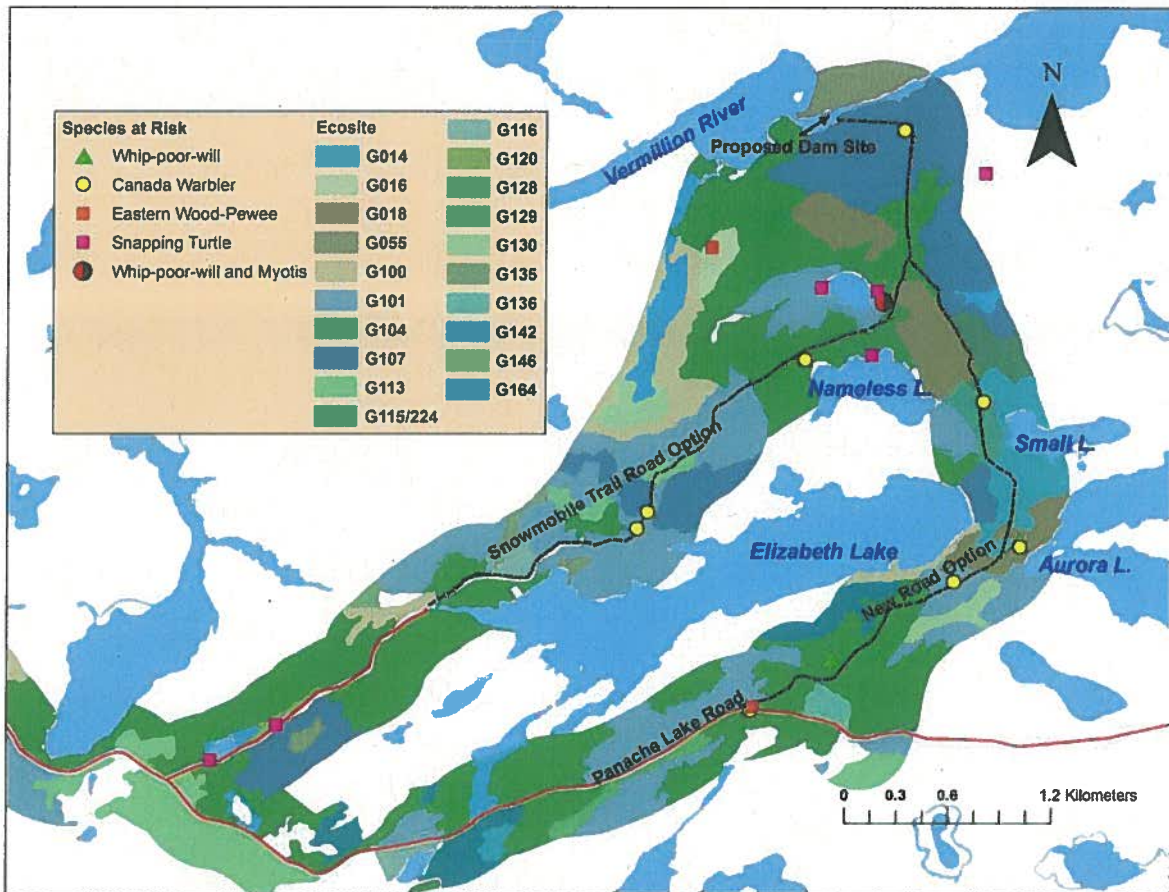 N
Vermillion River
Proposed Dam Site
Species at Risk
Whip-poor-will
Canada Warbler
Eastern Wood-Pewee
Snapping Turtle
Whip-poor-will and Myotis
Ecosite
G014
G016
G018
G055
G100
G101
G104
G107
G113
G115/224
G116
G120
G128
G129
G130
G135
G136
G142
G146
G164
Nameless L.
Small L.
Snowmobile Trail Road Option
Elizabeth Lake
Aurora L.
New Road Option
Panache Lake Road
0 0.3 0.6 1.2 Kilometers